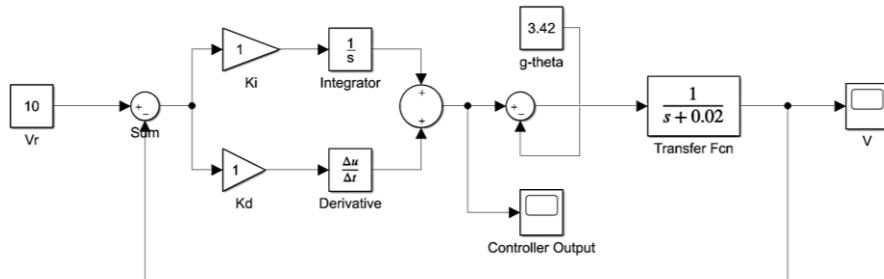 10
Vr
+
−
Sum
1
Ki
1
s
Integrator
1
Kd
Δu
Δt
Derivative
+
+
3.42
g-theta
+
−
Controller Output
1
s + 0.02
Transfer Fcn
V